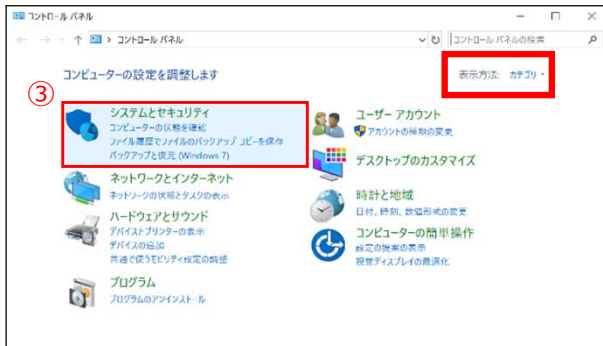 コントロール パネル
コントロール パネル
コントロール パネルの検索
コンピューターの設定を調整します
表示方法: カテゴリ
③
システムとセキュリティ
コンピューターの状態を確認
ファイル履歴でファイルのバックアップ コピーを保存
バックアップと復元 (Windows 7)
ネットワークとインターネット
ネットワークの状態とタスクの表示
ハードウェアとサウンド
デバイスとプリンターの表示
デバイスの追加
共通で使うモビリティ設定の調整
プログラム
プログラムのアンインストール
ユーザー アカウント
アカウントの種類の変更
デスクトップのカスタマイズ
時計と地域
日付、時刻、数値形式の変更
コンピューターの簡単操作
設定の提案の表示
視覚ディスプレイの最適化